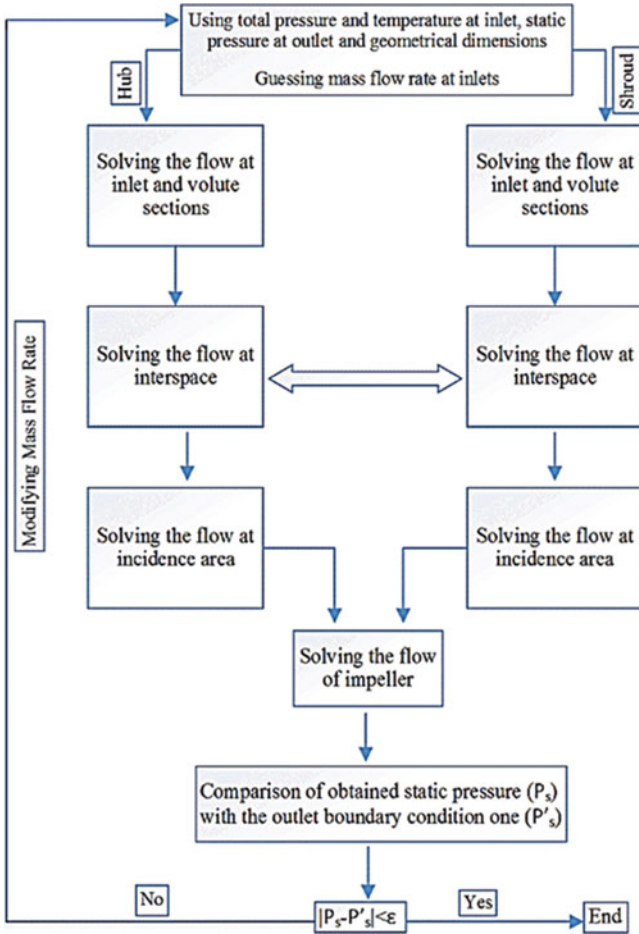 Using total pressure and temperature at inlet, static
pressure at outlet and geometrical dimensions
Guessing mass flow rate at inlets
Hub
Shroud
Solving the flow at
inlet and volute
sections
Solving the flow at
inlet and volute
sections
Solving the flow at
interspace
Solving the flow at
interspace
Modifying Mass Flow Rate
Solving the flow at
incidence area
Solving the flow at
incidence area
Solving the flow
of impeller
Comparison of obtained static pressure (Pₛ)
with the outlet boundary condition one (P'ₛ)
No
|Pₛ-P'ₛ|<ε
Yes
End